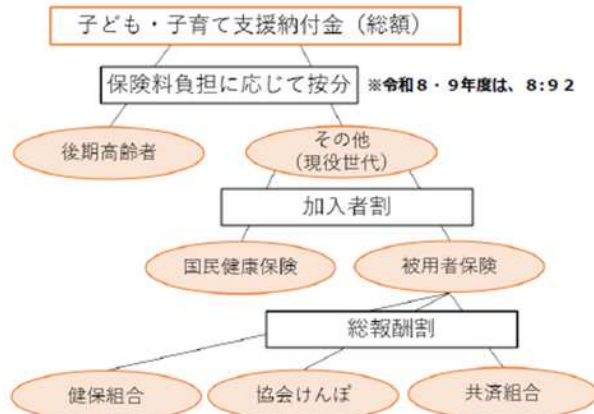 子ども・子育て支援納付金（総額）
保険料負担に応じて按分
※令和８・９年度は、8:９２
後期高齢者
その他
（現役世代）
加入者割
国民健康保険
被用者保険
総報酬割
健保組合
協会けんぽ
共済組合